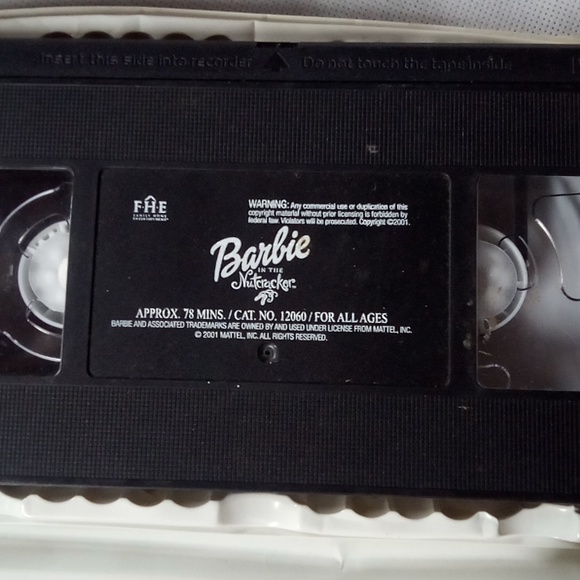 Insert this side into recorder
Do not touch the tape inside
FHE
FAMILY HOME
ENTERTAINMENT
WARNING: Any commercial use or duplication of this
copyright material without prior licensing is forbidden by
federal law. Violators will be prosecuted. Copyright ©2001.
Barbie
IN THE
Nutcracker™
APPROX. 78 MINS. / CAT. NO. 12060 / FOR ALL AGES
BARBIE AND ASSOCIATED TRADEMARKS ARE OWNED BY AND USED UNDER LICENSE FROM MATTEL, INC.
© 2001 MATTEL, INC. ALL RIGHTS RESERVED.